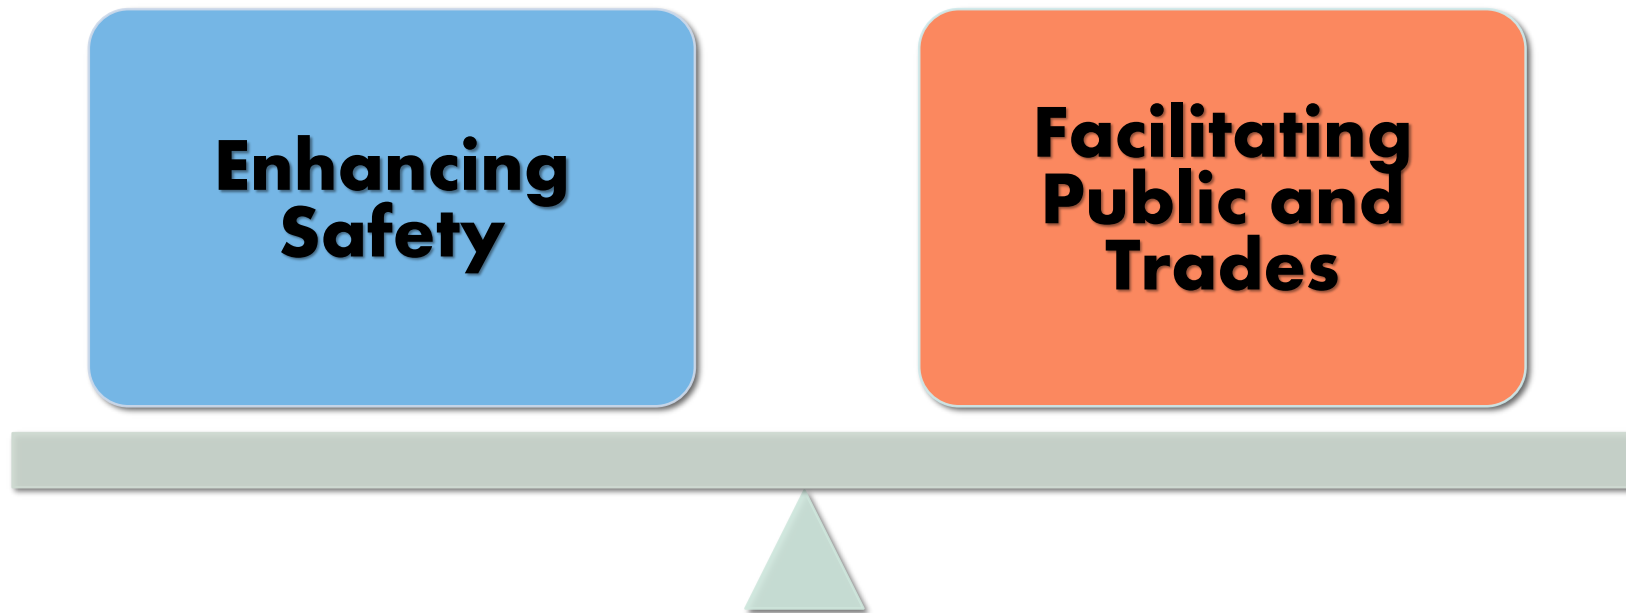 Enhancing
Safety
Facilitating
Public and
Trades